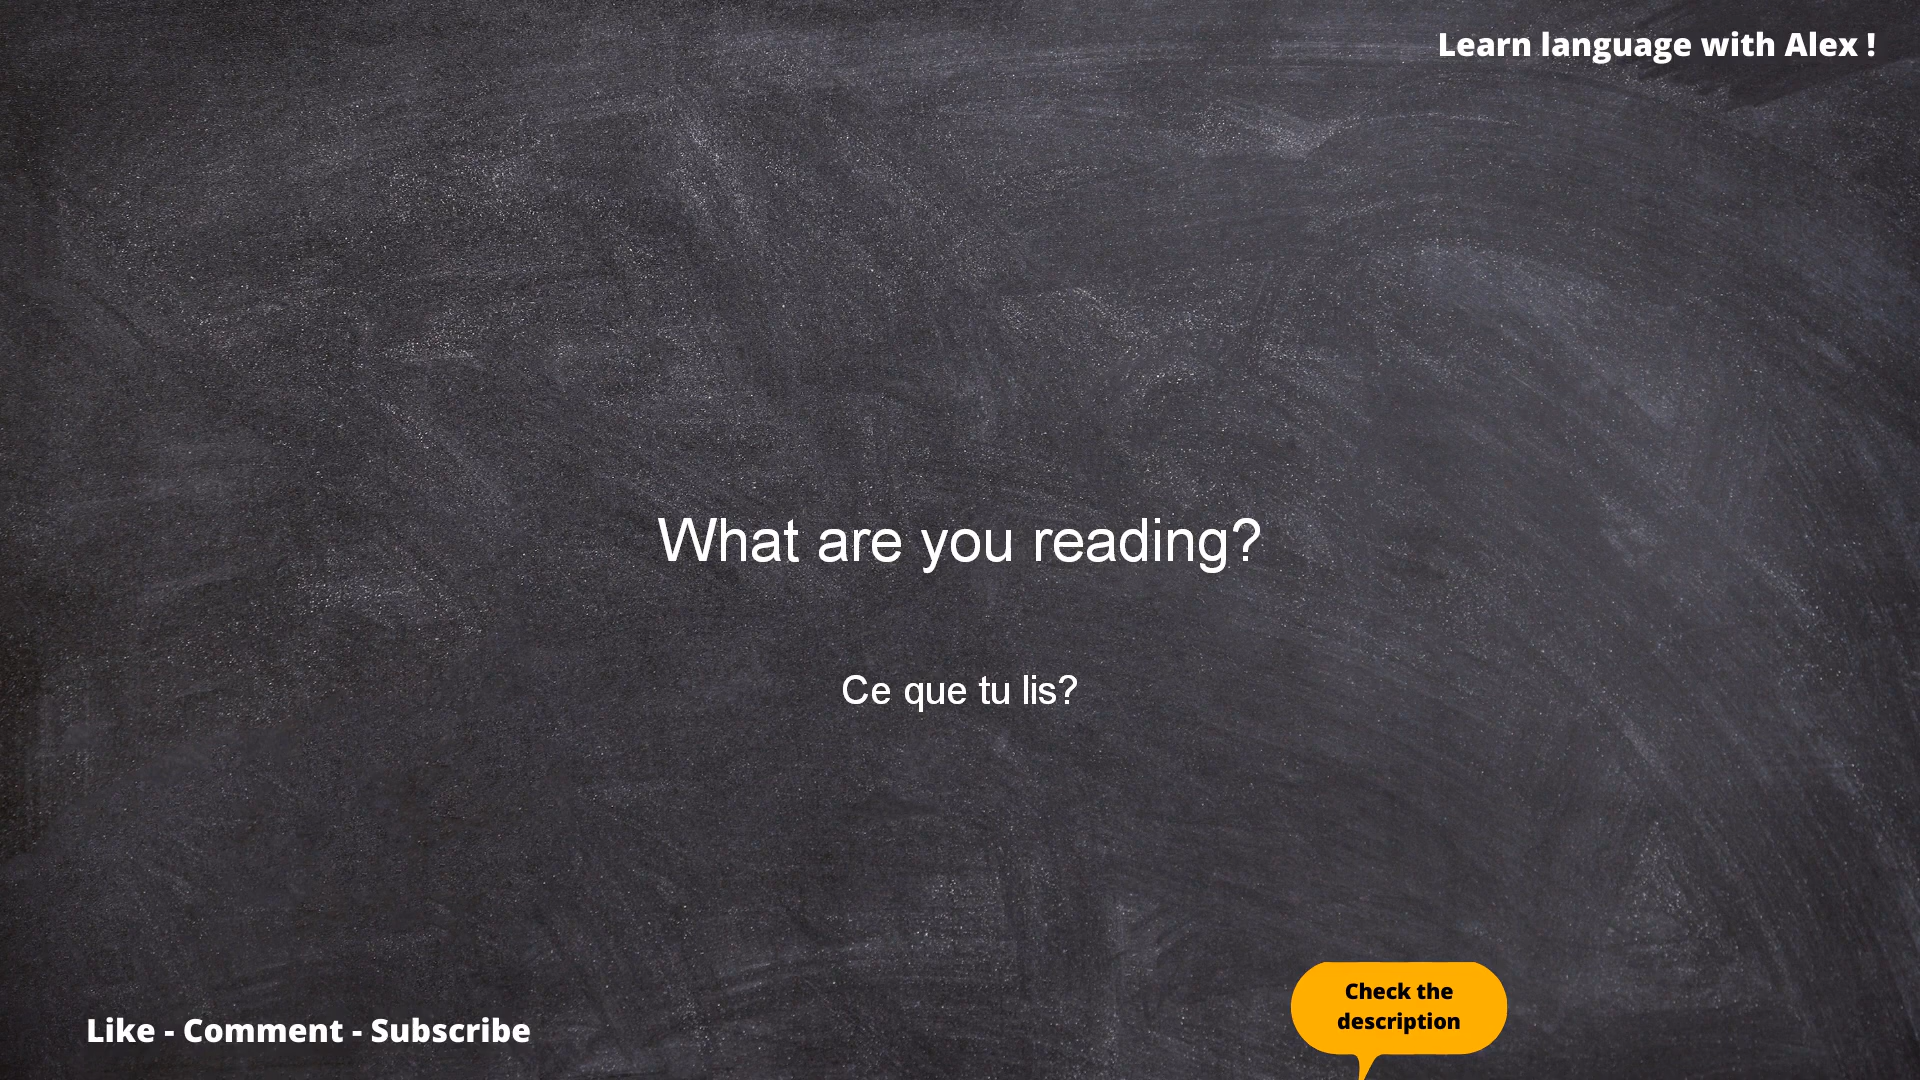 Learn language with Alex !
What are you reading?
Ce que tu lis?
Check the
description
Like - Comment - Subscribe